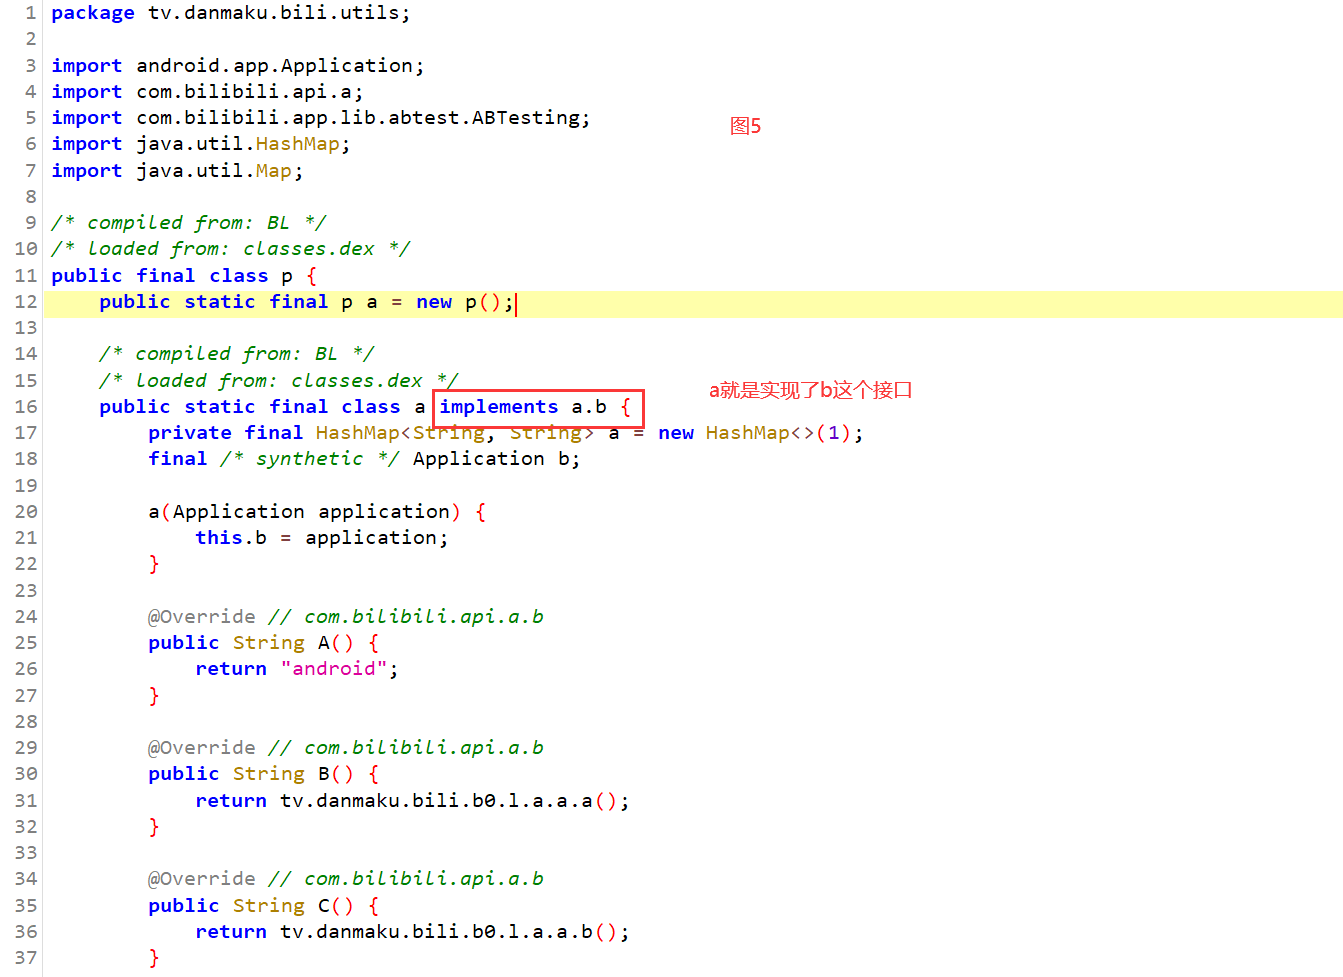 1 package tv.danmaku.bili.utils;
2
3 import android.app.Application;
4 import com.bilibili.api.a;
5 import com.bilibili.app.lib.abtest.ABTesting;
图5
6 import java.util.HashMap;
7 import java.util.Map;
8
9 /* compiled from: BL */
10 /* loaded from: classes.dex */
11 public final class p {
12     public static final p a = new p();
13
14     /* compiled from: BL */
15     /* loaded from: classes.dex */
a就是实现了b这个接口
16     public static final class a implements a.b {
17         private final HashMap<String, String> a = new HashMap<>(1);
18         final /* synthetic */ Application b;
19
20         a(Application application) {
21             this.b = application;
22         }
23
24         @Override // com.bilibili.api.a.b
25         public String A() {
26             return "android";
27         }
28
29         @Override // com.bilibili.api.a.b
30         public String B() {
31             return tv.danmaku.bili.b0.l.a.a.a();
32         }
33
34         @Override // com.bilibili.api.a.b
35         public String C() {
36             return tv.danmaku.bili.b0.l.a.a.b();
37         }